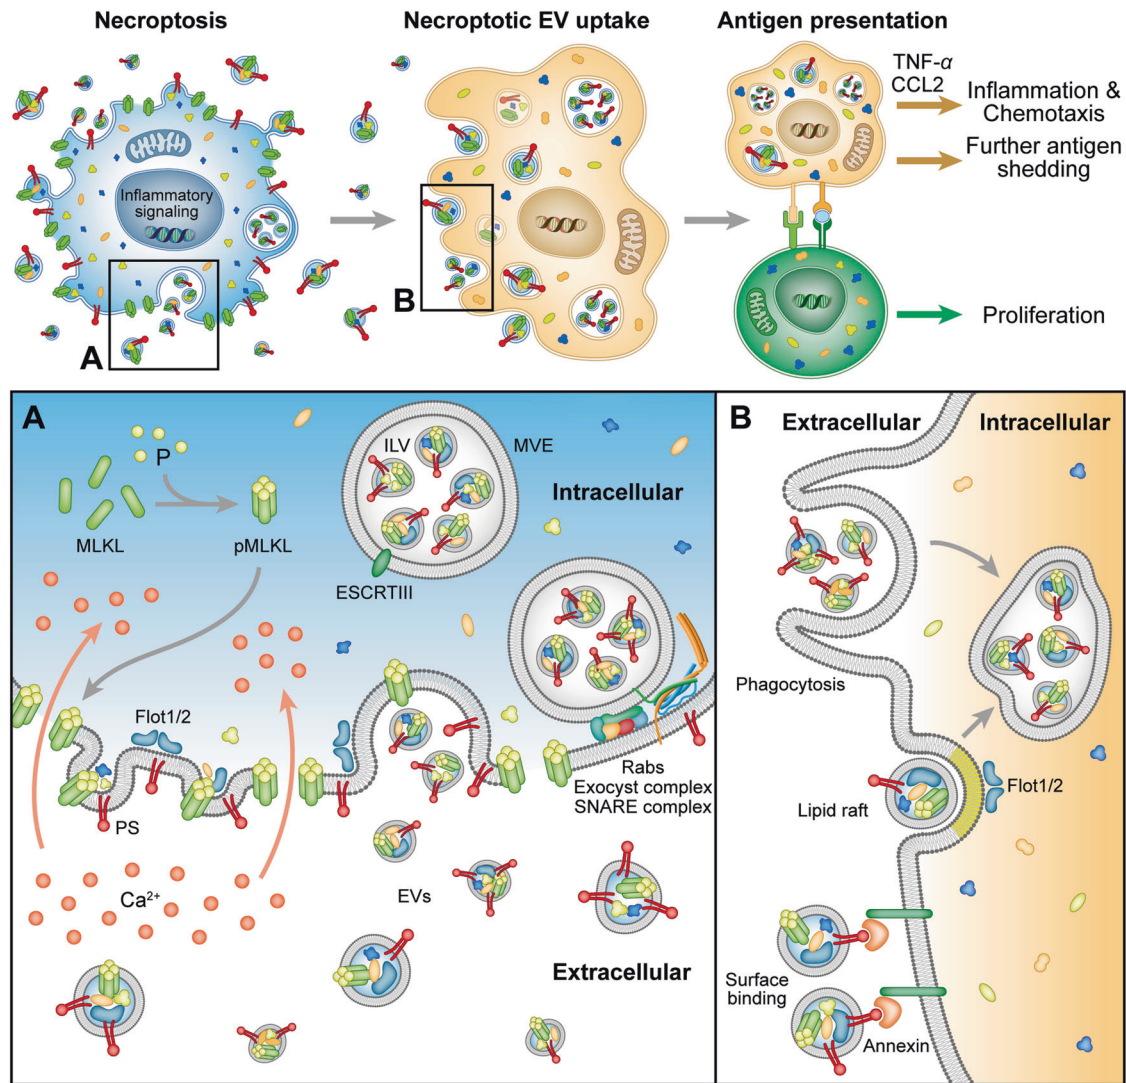 Necroptosis
Necroptotic EV uptake
Antigen presentation
TNF-α
CCL2
Inflammation &
Chemotaxis
Further antigen
shedding
Inflammatory
signaling
A
B
Proliferation
A
P
MLKL
pMLKL
ILV
MVE
Intracellular
ESCRTIII
Flot1/2
PS
Rabs
Exocyst complex
SNARE complex
Ca²⁺
EVs
Extracellular
B
Extracellular
Intracellular
Phagocytosis
Lipid raft
Flot1/2
Surface
binding
Annexin